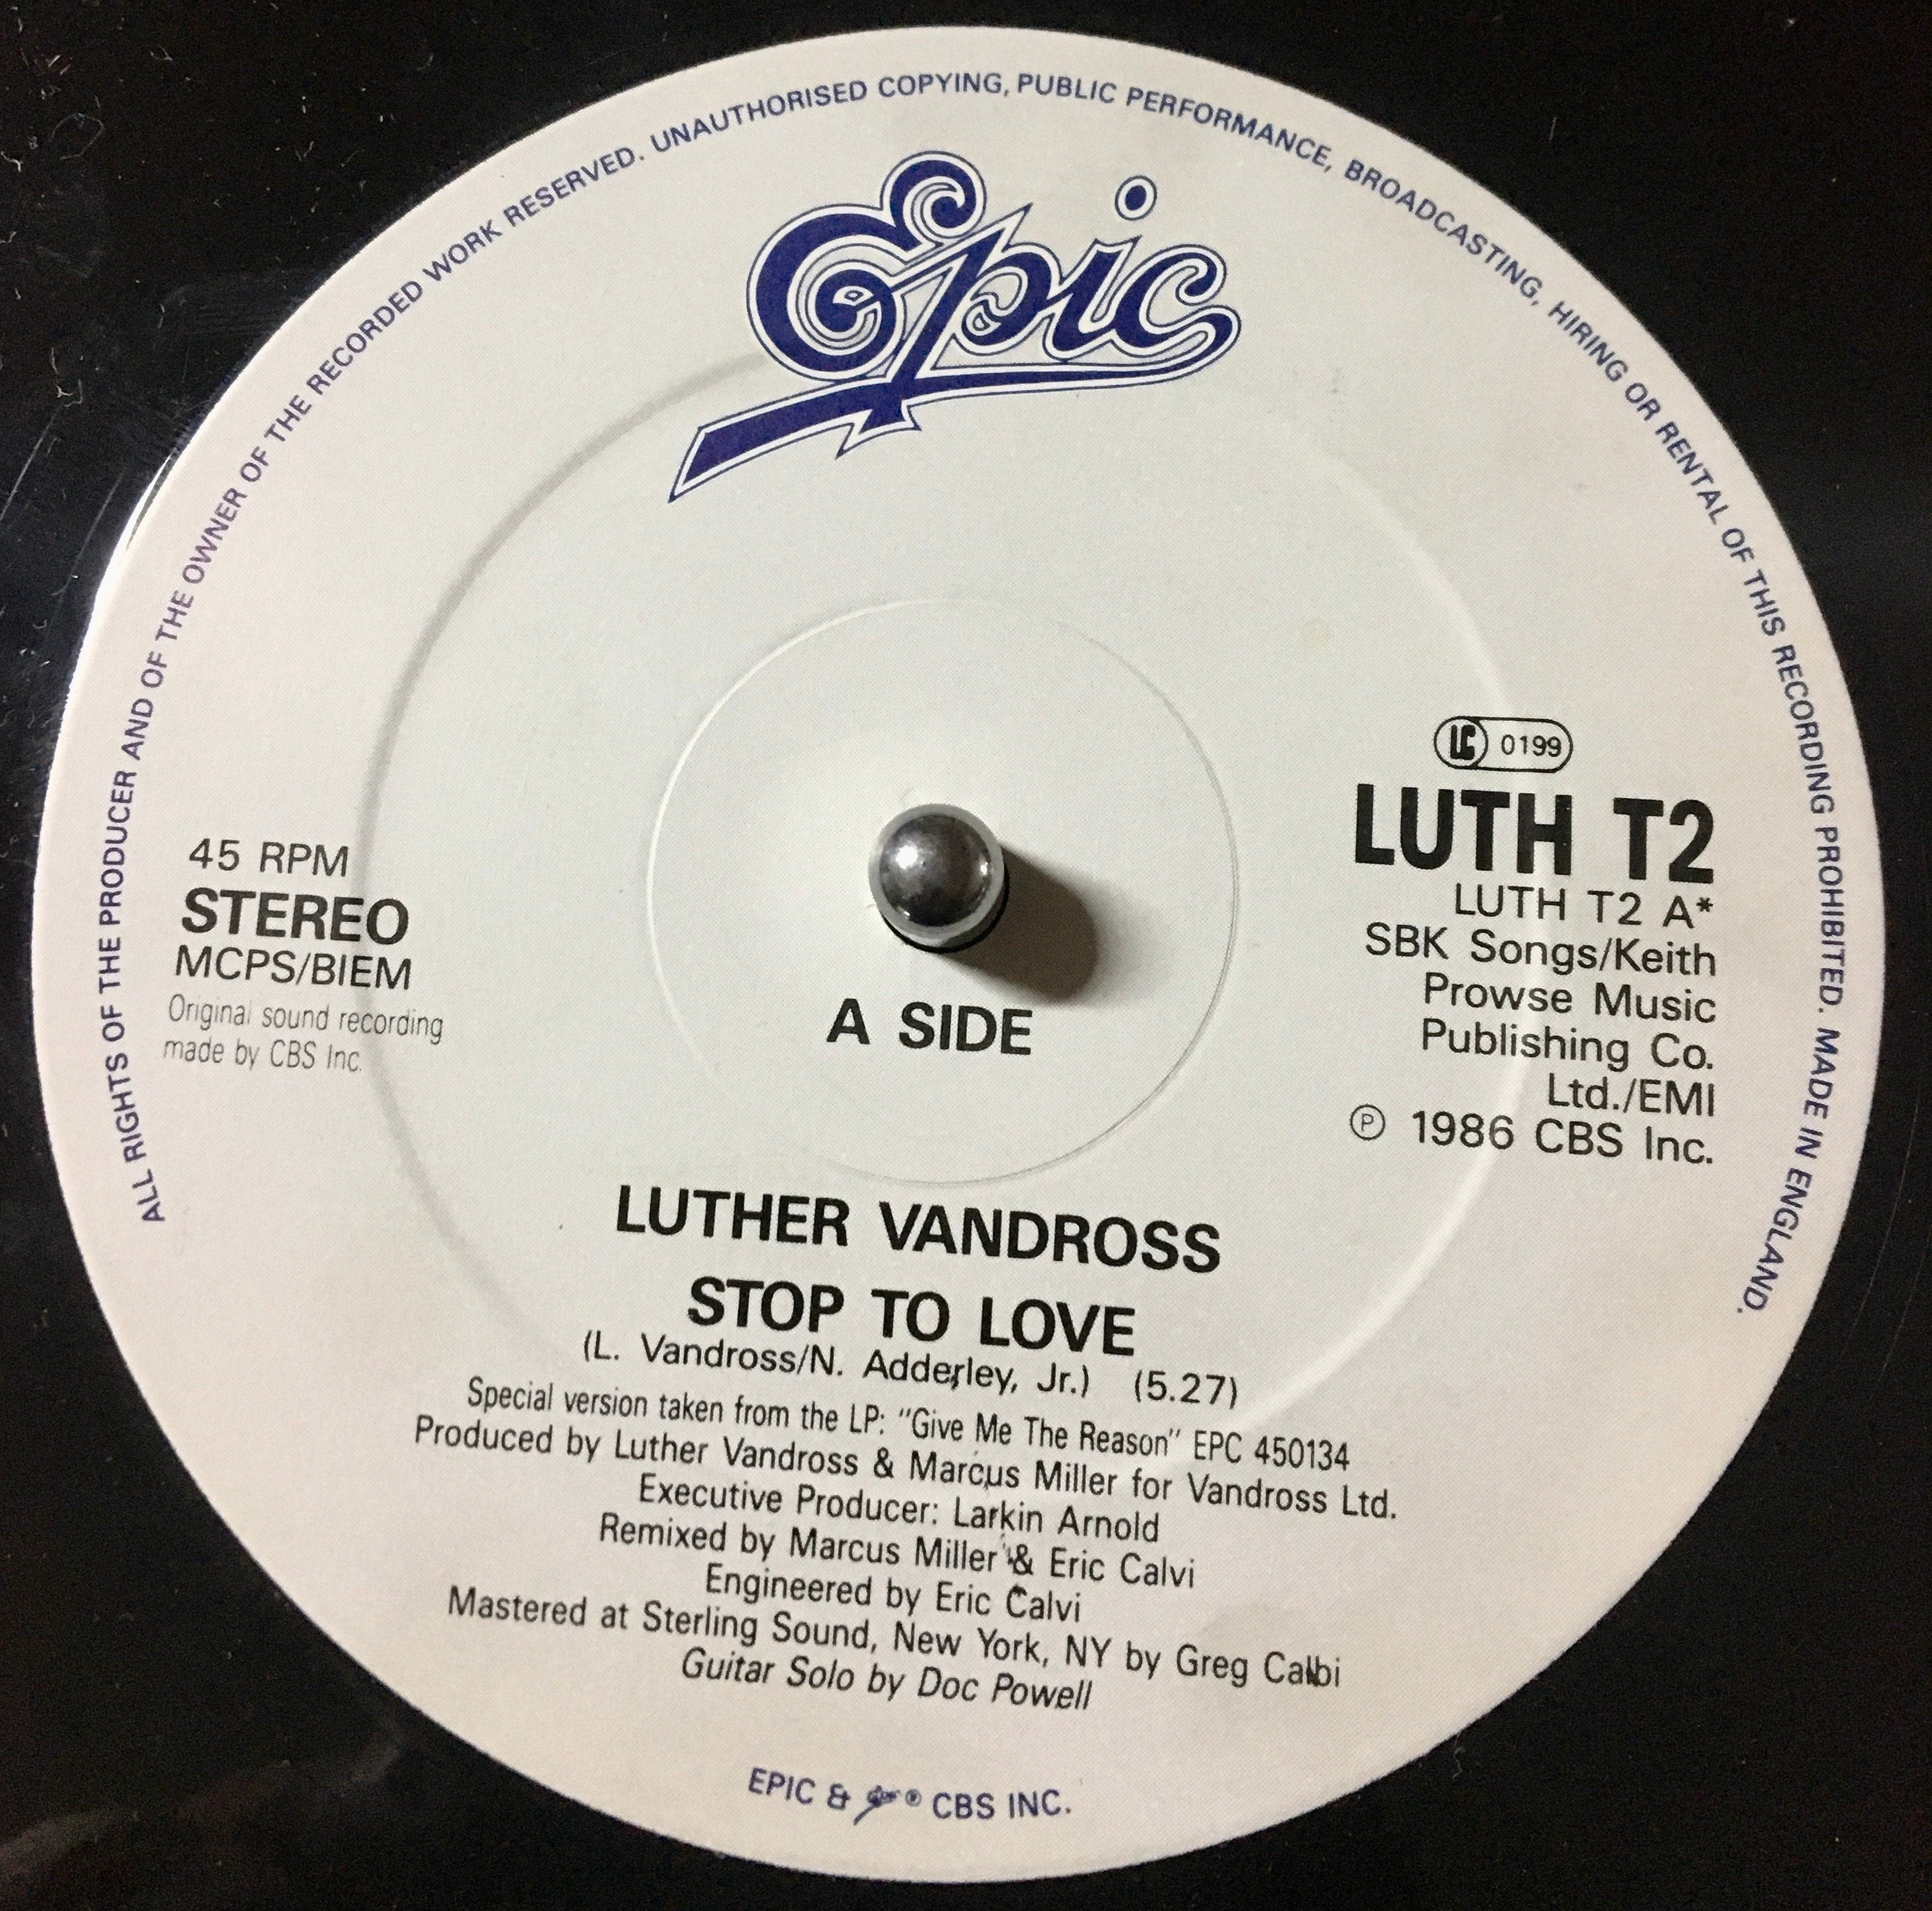 ALL RIGHTS OF THE PRODUCER AND OF THE OWNER OF THE RECORDED WORK RESERVED. UNAUTHORISED COPYING, PUBLIC PERFORMANCE, BROADCASTING, HIRING OR RENTAL OF THIS RECORDING PROHIBITED. MADE IN ENGLAND.
Epic
45 RPM
STEREO
MCPS/BIEM
Original sound recording
made by CBS Inc.
A SIDE
LC 0199
LUTH T2
LUTH T2 A*
SBK Songs/Keith
Prowse Music
Publishing Co.
Ltd./EMI
℗ 1986 CBS Inc.
LUTHER VANDROSS
STOP TO LOVE
(L. Vandross/N. Adderley, Jr.) (5.27)
Special version taken from the LP: "Give Me The Reason" EPC 450134
Produced by Luther Vandross & Marcus Miller for Vandross Ltd.
Executive Producer: Larkin Arnold
Remixed by Marcus Miller & Eric Calvi
Engineered by Eric Calvi
Mastered at Sterling Sound, New York, NY by Greg Calbi
Guitar Solo by Doc Powell
EPIC & Epic ® CBS INC.